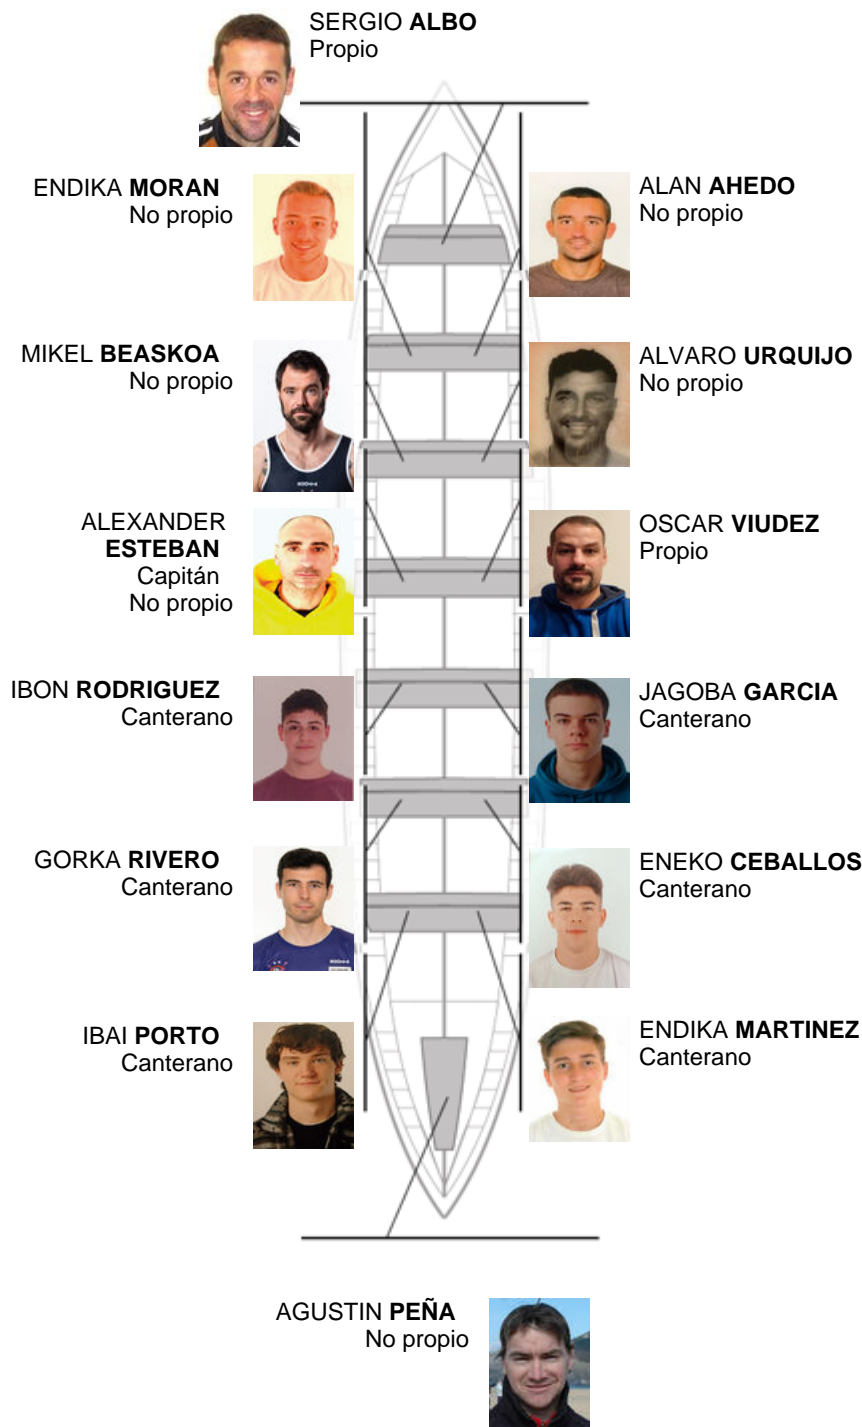 SERGIO ALBO
Propio
ENDIKA MORAN
No propio
ALAN AHEDO
No propio
MIKEL BEASKOA
No propio
ALVARO URQUIJO
No propio
ALEXANDER
ESTEBAN
Capitán
No propio
OSCAR VIUDEZ
Propio
IBON RODRIGUEZ
Canterano
JAGOBA GARCIA
Canterano
GORKA RIVERO
Canterano
ENEKO CEBALLOS
Canterano
IBAI PORTO
Canterano
ENDIKA MARTINEZ
Canterano
AGUSTIN PEÑA
No propio